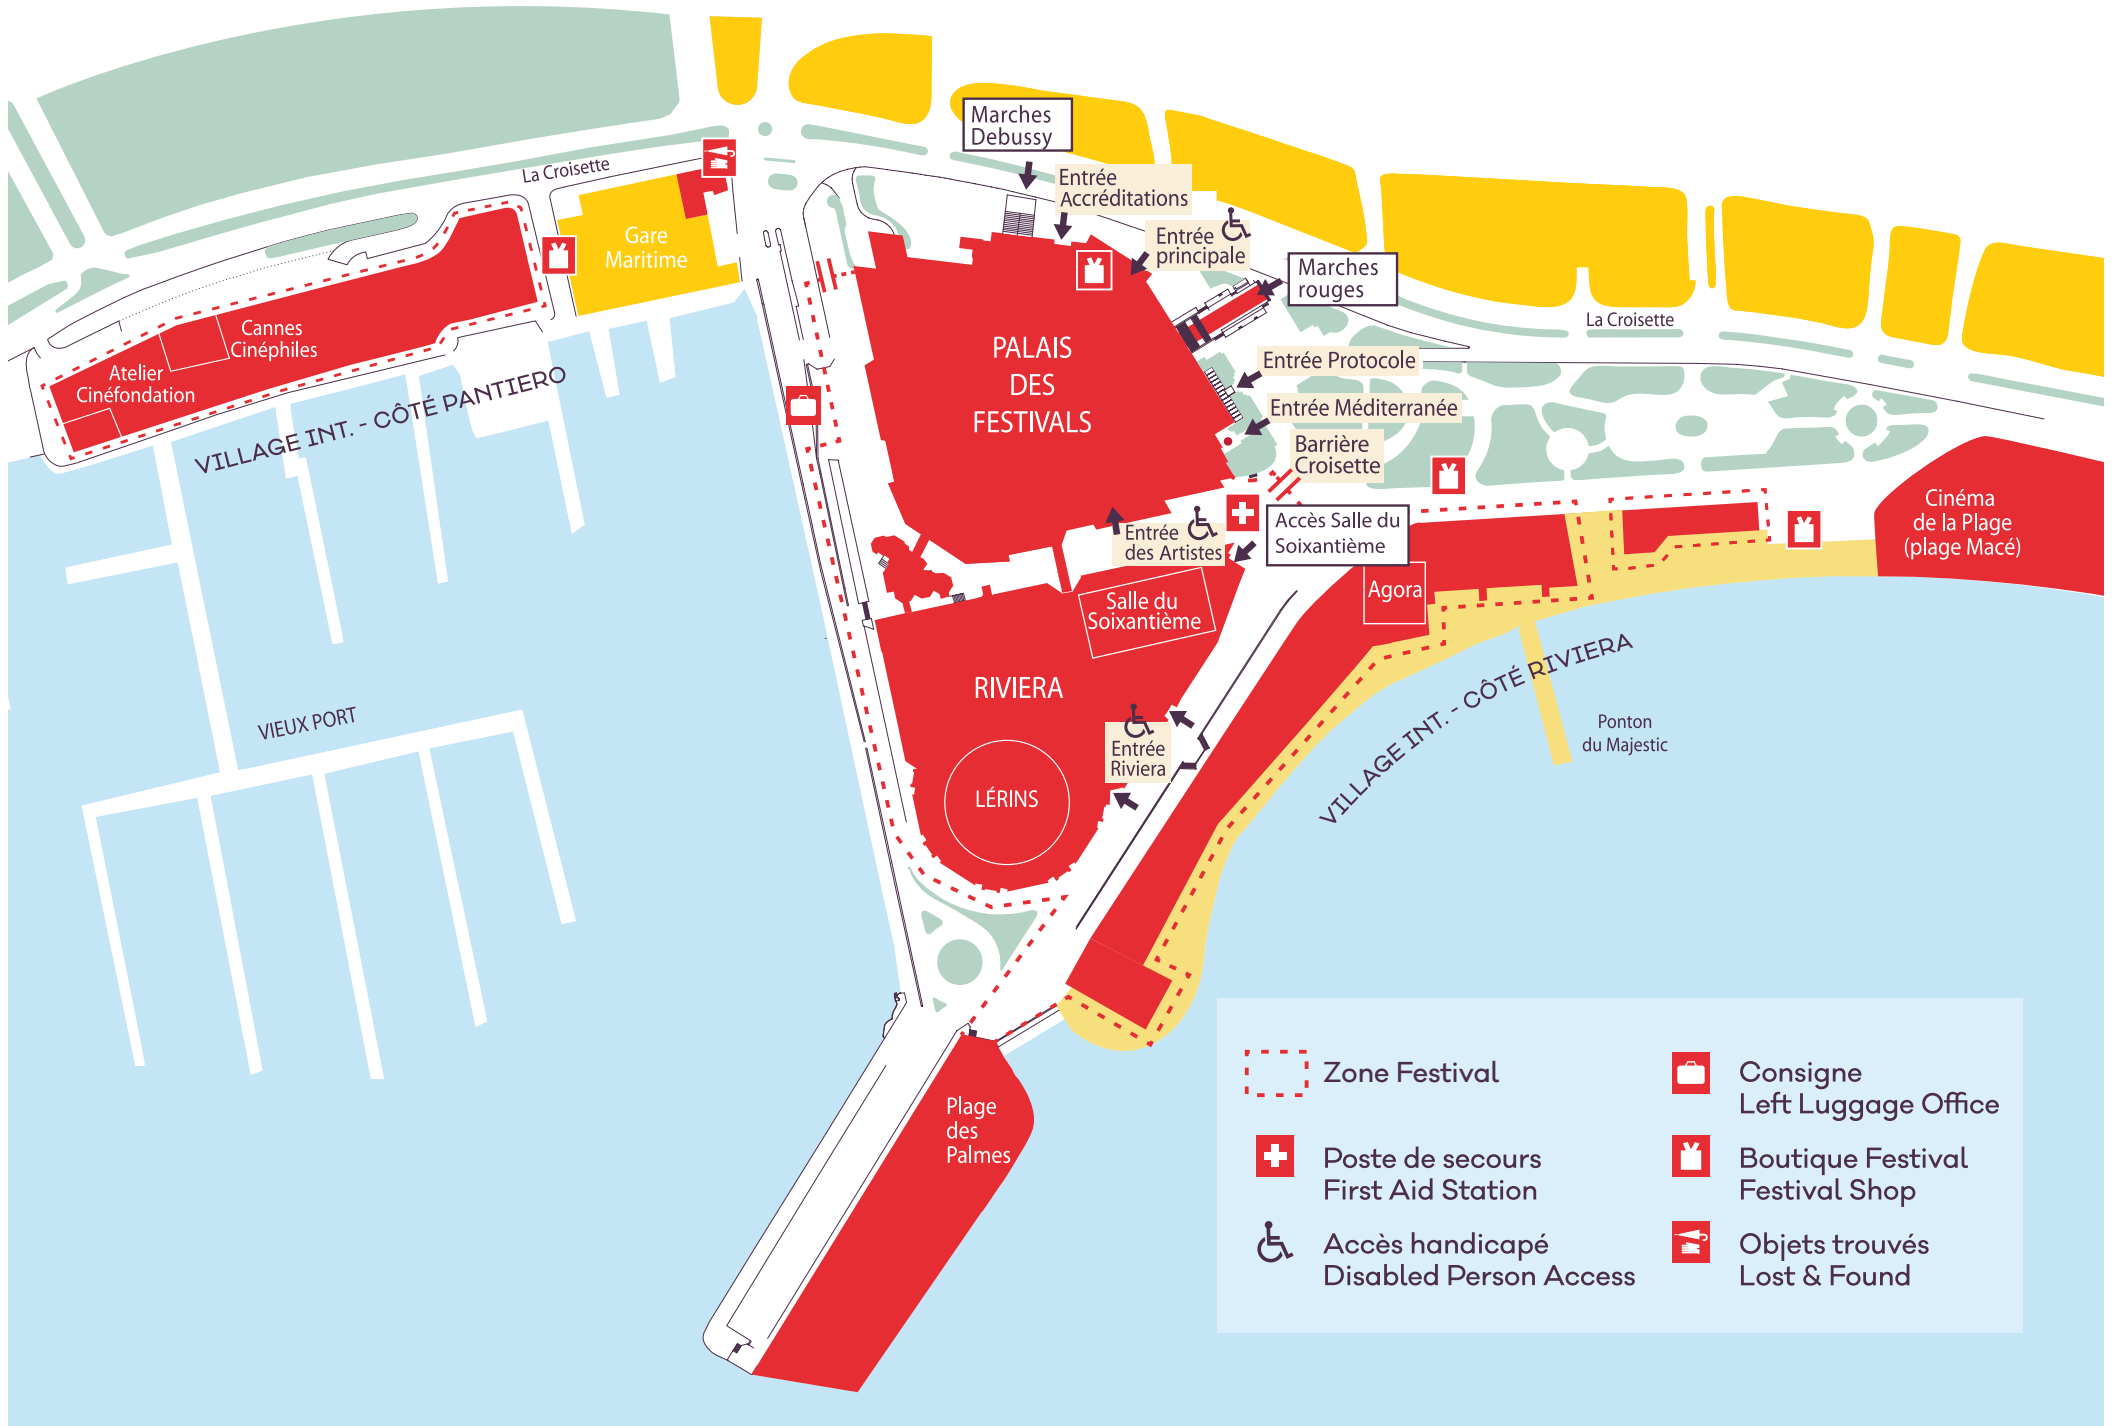 Marches
Debussy
La Croisette
Entrée
Accréditations
Gare
Maritime
Entrée
principale
Marches
rouges
Cannes
Cinéphiles
La Croisette
PALAIS
DES
FESTIVALS
Entrée Protocole
Atelier
Cinéfondation
VILLAGE INT. - CÔTÉ PANTIERO
Entrée Méditerranée
Barrière
Croisette
Cinéma
de la Plage
(plage Macé)
Accès Salle du
Soixantième
Entrée
des Artistes
Agora
Salle du
Soixantième
RIVIERA
VILLAGE INT. - CÔTÉ RIVIERA
VIEUX PORT
Ponton
du Majestic
Entrée
Riviera
LÉRINS
Plage
des
Palmes
Zone Festival
Poste de secours
First Aid Station
Accès handicapé
Disabled Person Access
Consigne
Left Luggage Office
Boutique Festival
Festival Shop
Objets trouvés
Lost & Found